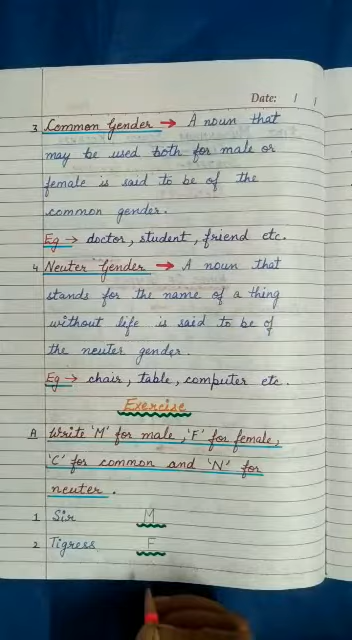 Date: / /
3 Common Gender → A noun that
may be used both for male or
female is said to be of the
common gender.
Eg → doctor, student, friend etc.
4 Neuter Gender → A noun that
stands for the name of a thing
without life is said to be of
the neuter gender.
Eg → chair, table, computer etc.
Exercise
A Write 'M' for male, 'F' for female,
'C' for common and 'N' for
neuter.
1 Sir M
2 Tigress F